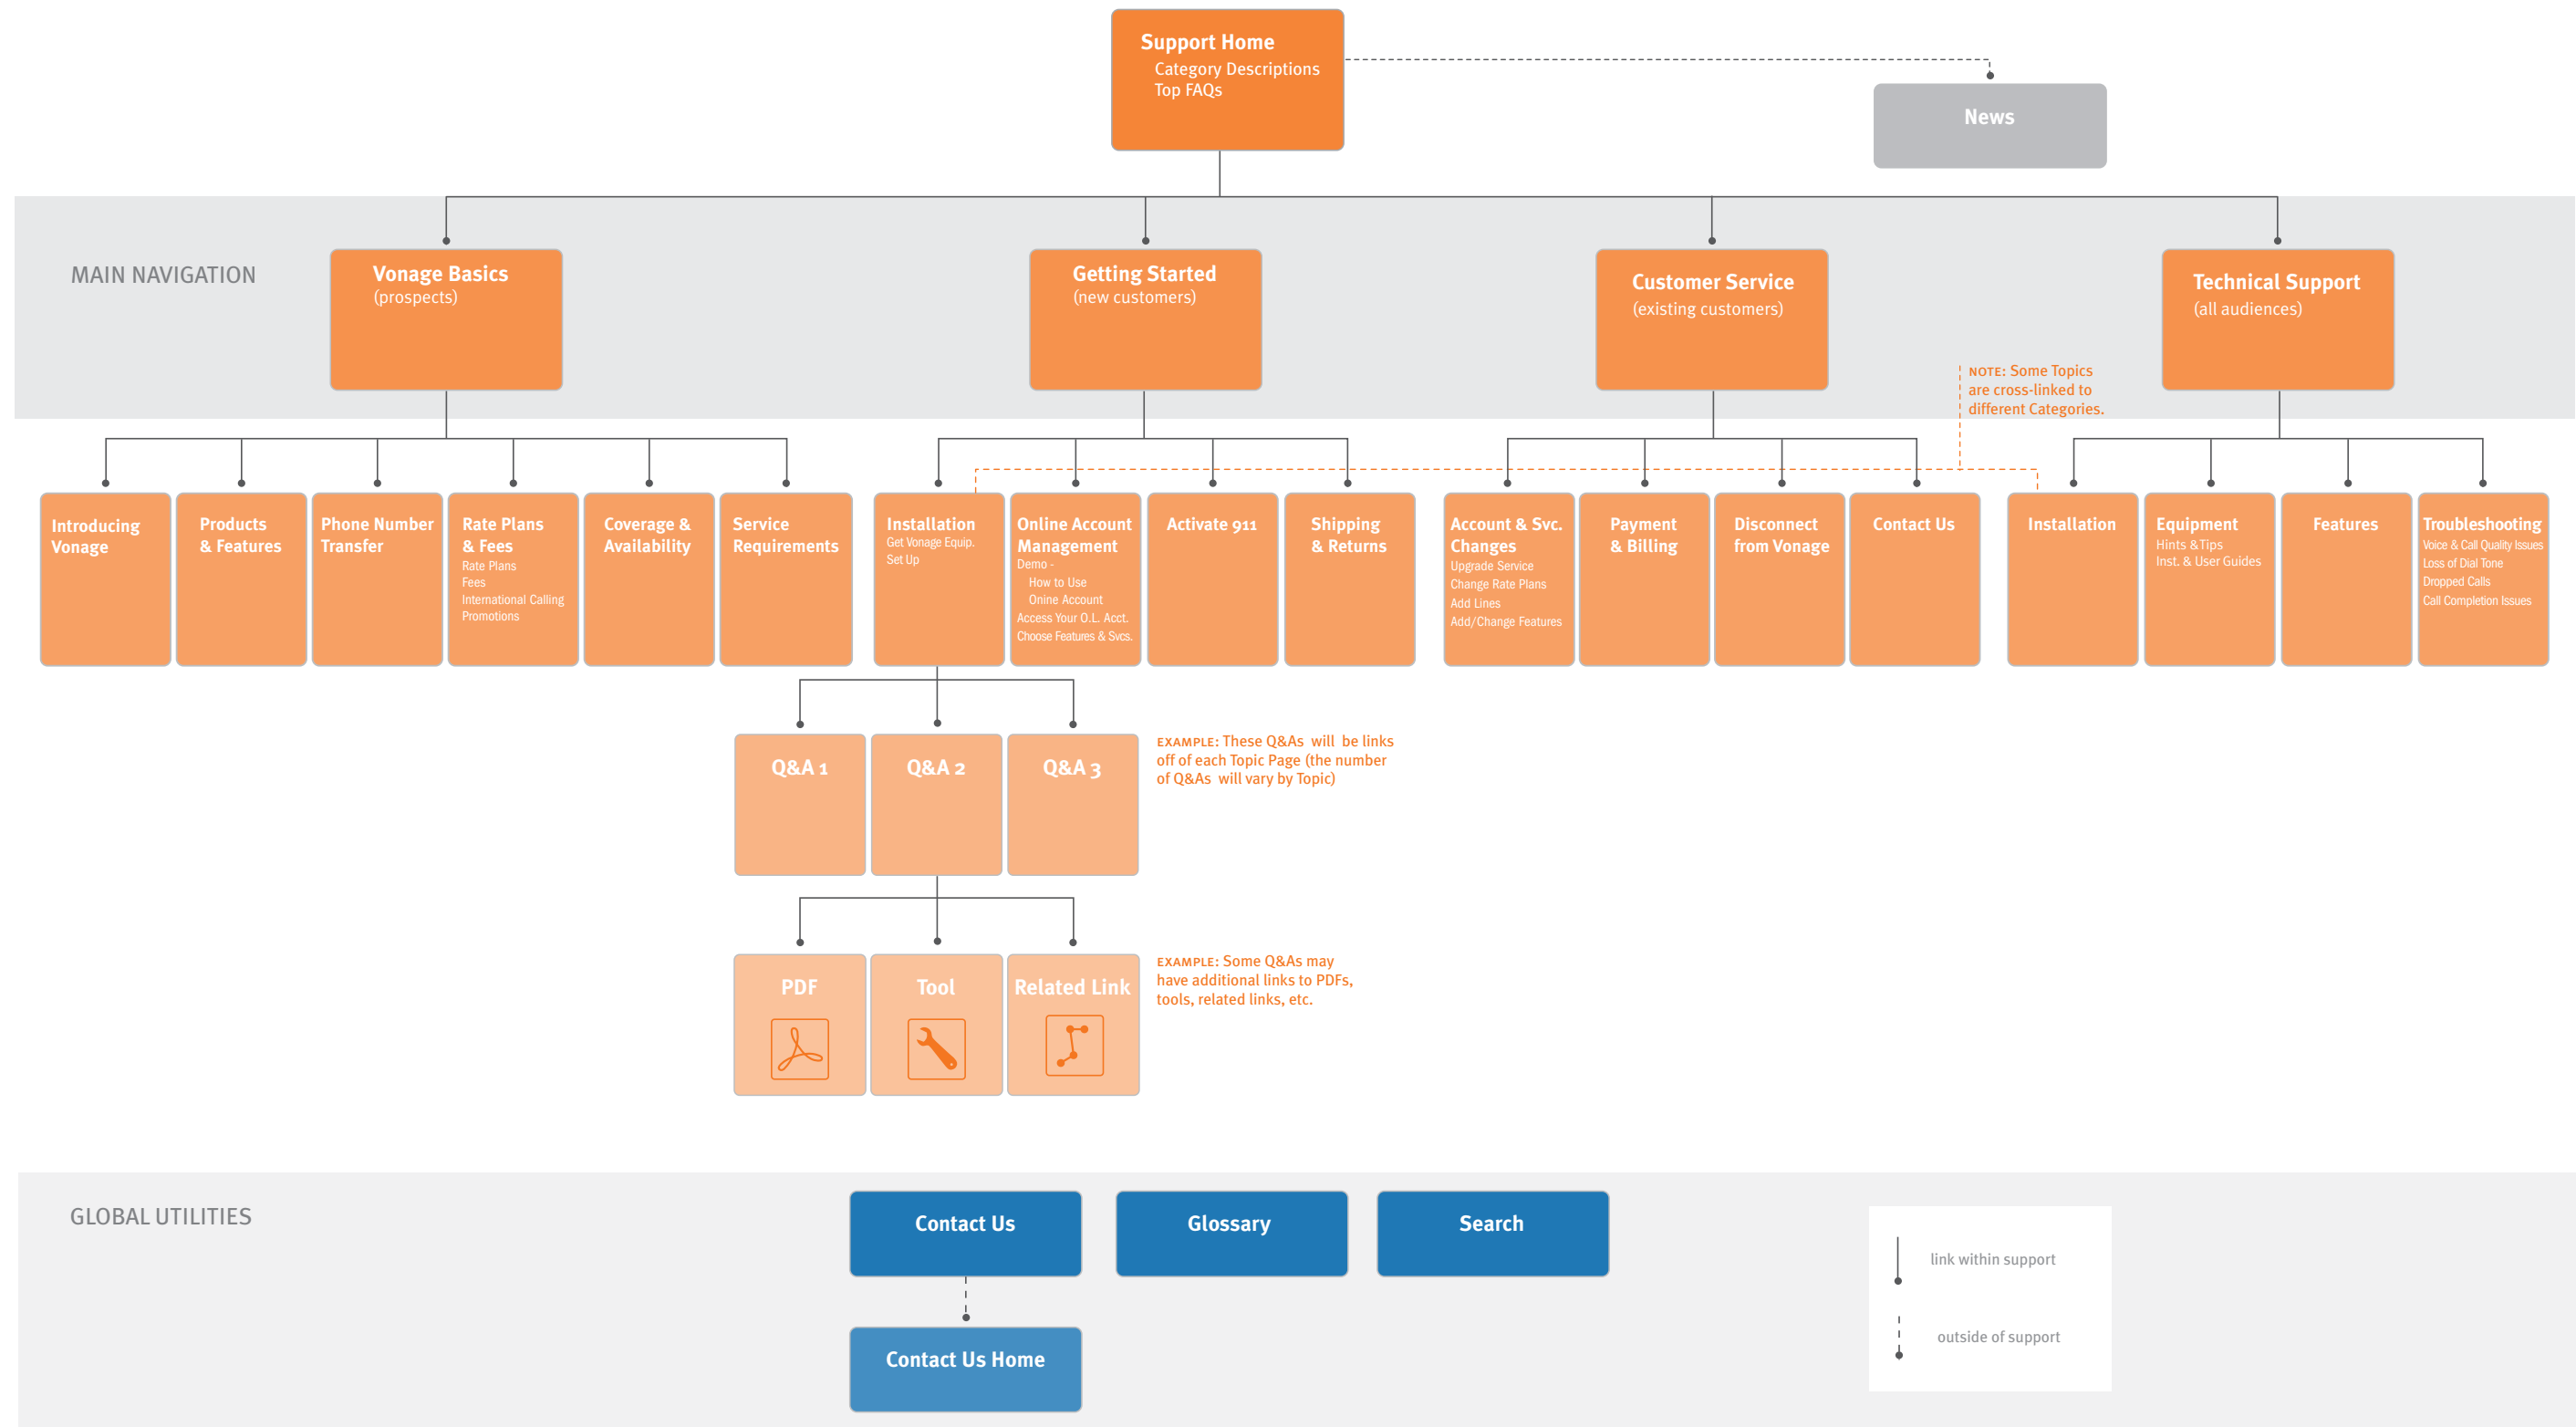 Support Home
Category Descriptions
Top FAQs
News
MAIN NAVIGATION
Vonage Basics
(prospects)
Getting Started
(new customers)
Customer Service
(existing customers)
Technical Support
(all audiences)
NOTE: Some Topics
are cross-linked to
different Categories.
Introducing
Vonage
Products
& Features
Phone Number
Transfer
Rate Plans
& Fees
Rate Plans
Fees
International Calling
Promotions
Coverage &
Availability
Service
Requirements
Installation
Get Vonage Equip.
Set Up
Online Account
Management
Demo -
How to Use
Onine Account
Access Your O.L. Acct.
Choose Features & Svcs.
Activate 911
Shipping
& Returns
Account & Svc.
Changes
Upgrade Service
Change Rate Plans
Add Lines
Add/Change Features
Payment
& Billing
Disconnect
from Vonage
Contact Us
Installation
Equipment
Hints &Tips
Inst. & User Guides
Features
Troubleshooting
Voice & Call Quality Issues
Loss of Dial Tone
Dropped Calls
Call Completion Issues
Q&A 1
Q&A 2
Q&A 3
EXAMPLE: These Q&As will be links
off of each Topic Page (the number
of Q&As will vary by Topic)
PDF
Tool
Related Link
EXAMPLE: Some Q&As may
have additional links to PDFs,
tools, related links, etc.
GLOBAL UTILITIES
Contact Us
Glossary
Search
Contact Us Home
link within support
outside of support